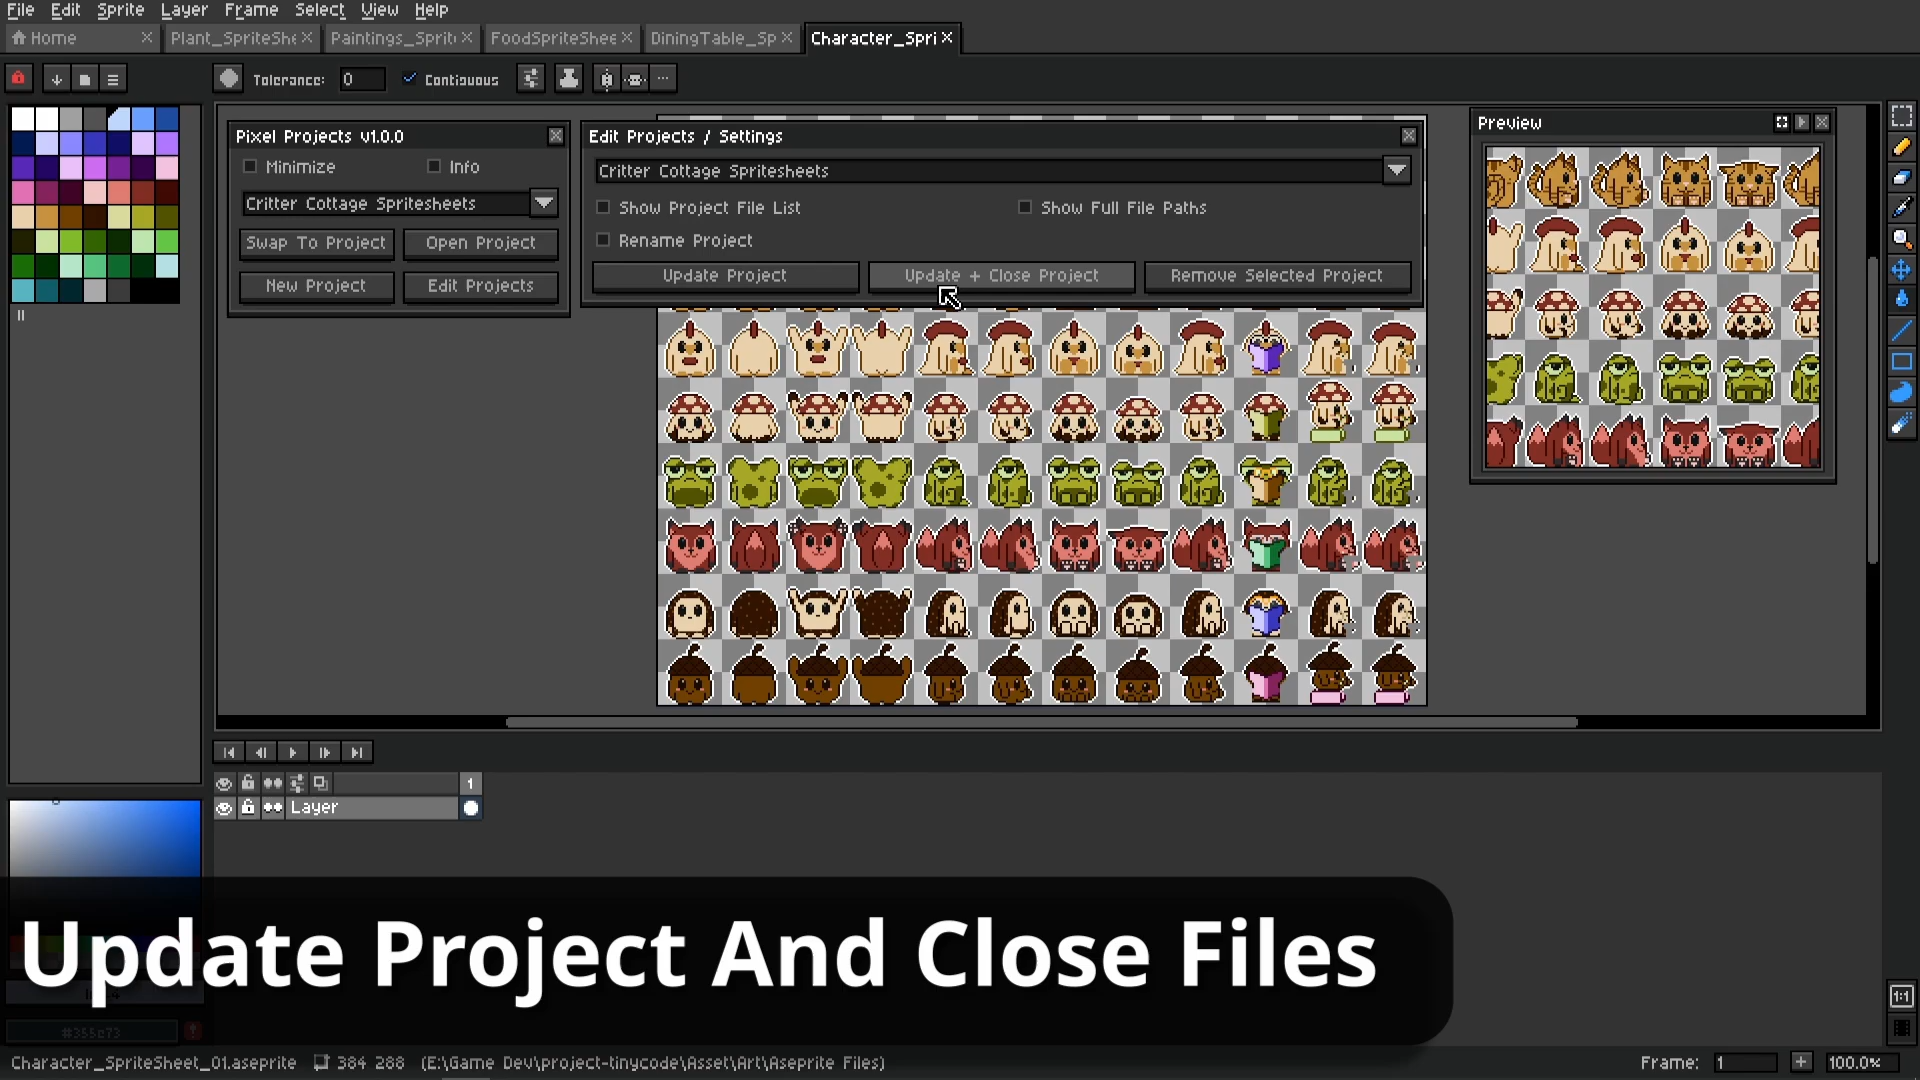 File Edit Sprite Layer Frame Select View Help
Home Plant_SpriteShe Paintings_Sprit FoodSpriteShee DiningTable_Sp Character_Spri
Tolerance: 0 Contiguous
Pixel Projects v1.0.0
Minimize Info
Critter Cottage Spritesheets
Swap To Project Open Project
New Project Edit Projects
Edit Projects / Settings
Critter Cottage Spritesheets
Show Project File List Show Full File Paths
Rename Project
Update Project Update + Close Project Remove Selected Project
Preview
1
Layer
Update Project And Close Files
#355e73
1:1
Character_SpriteSheet_01.aseprite 384 288 (E:\Game Dev\project-tinycode\Asset\Art\Aseprite Files)
Frame: 1 + 100.0%